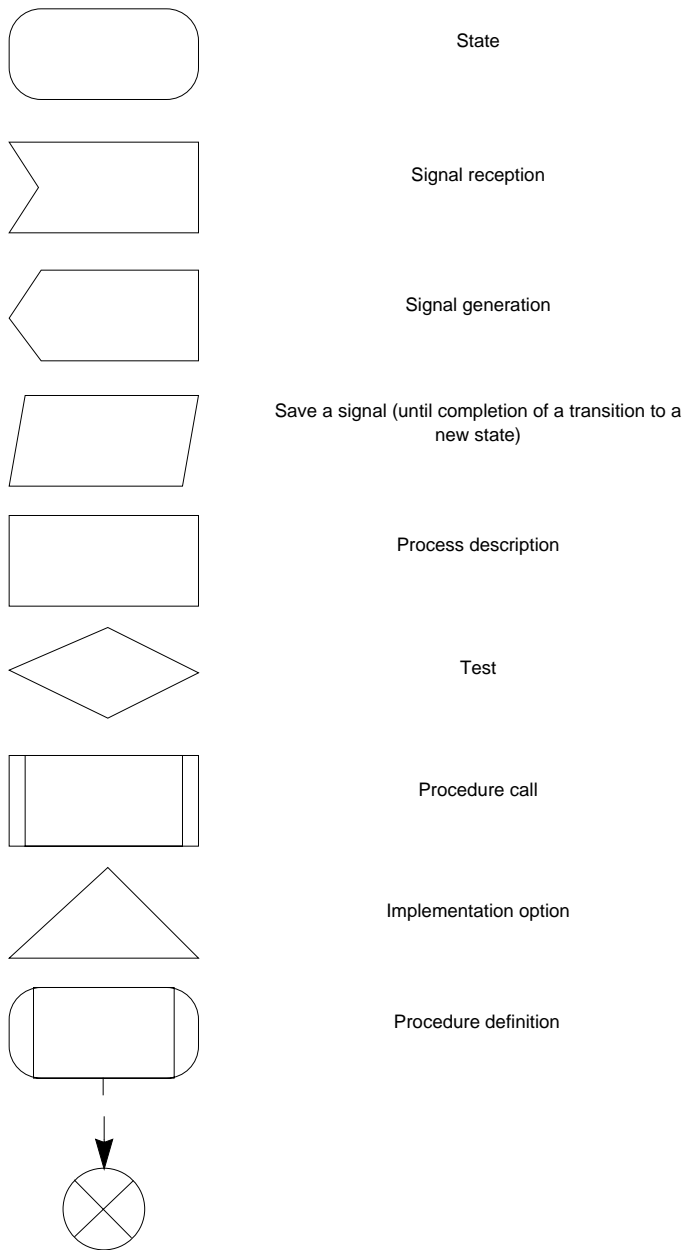 State
Signal reception
Signal generation
Save a signal (until completion of a transition to a
new state)
Process description
Test
Procedure call
Implementation option
Procedure definition